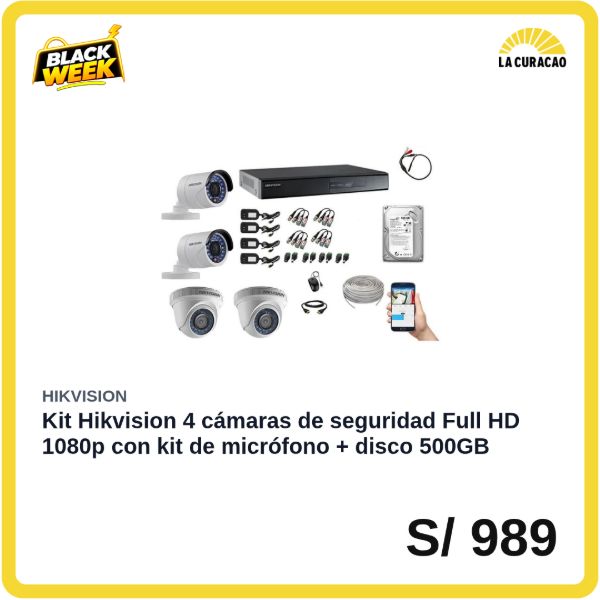 BLACK
WEEK
LA CURACAO
HIKVISION
Kit Hikvision 4 cámaras de seguridad Full HD
1080p con kit de micrófono + disco 500GB
S/ 989